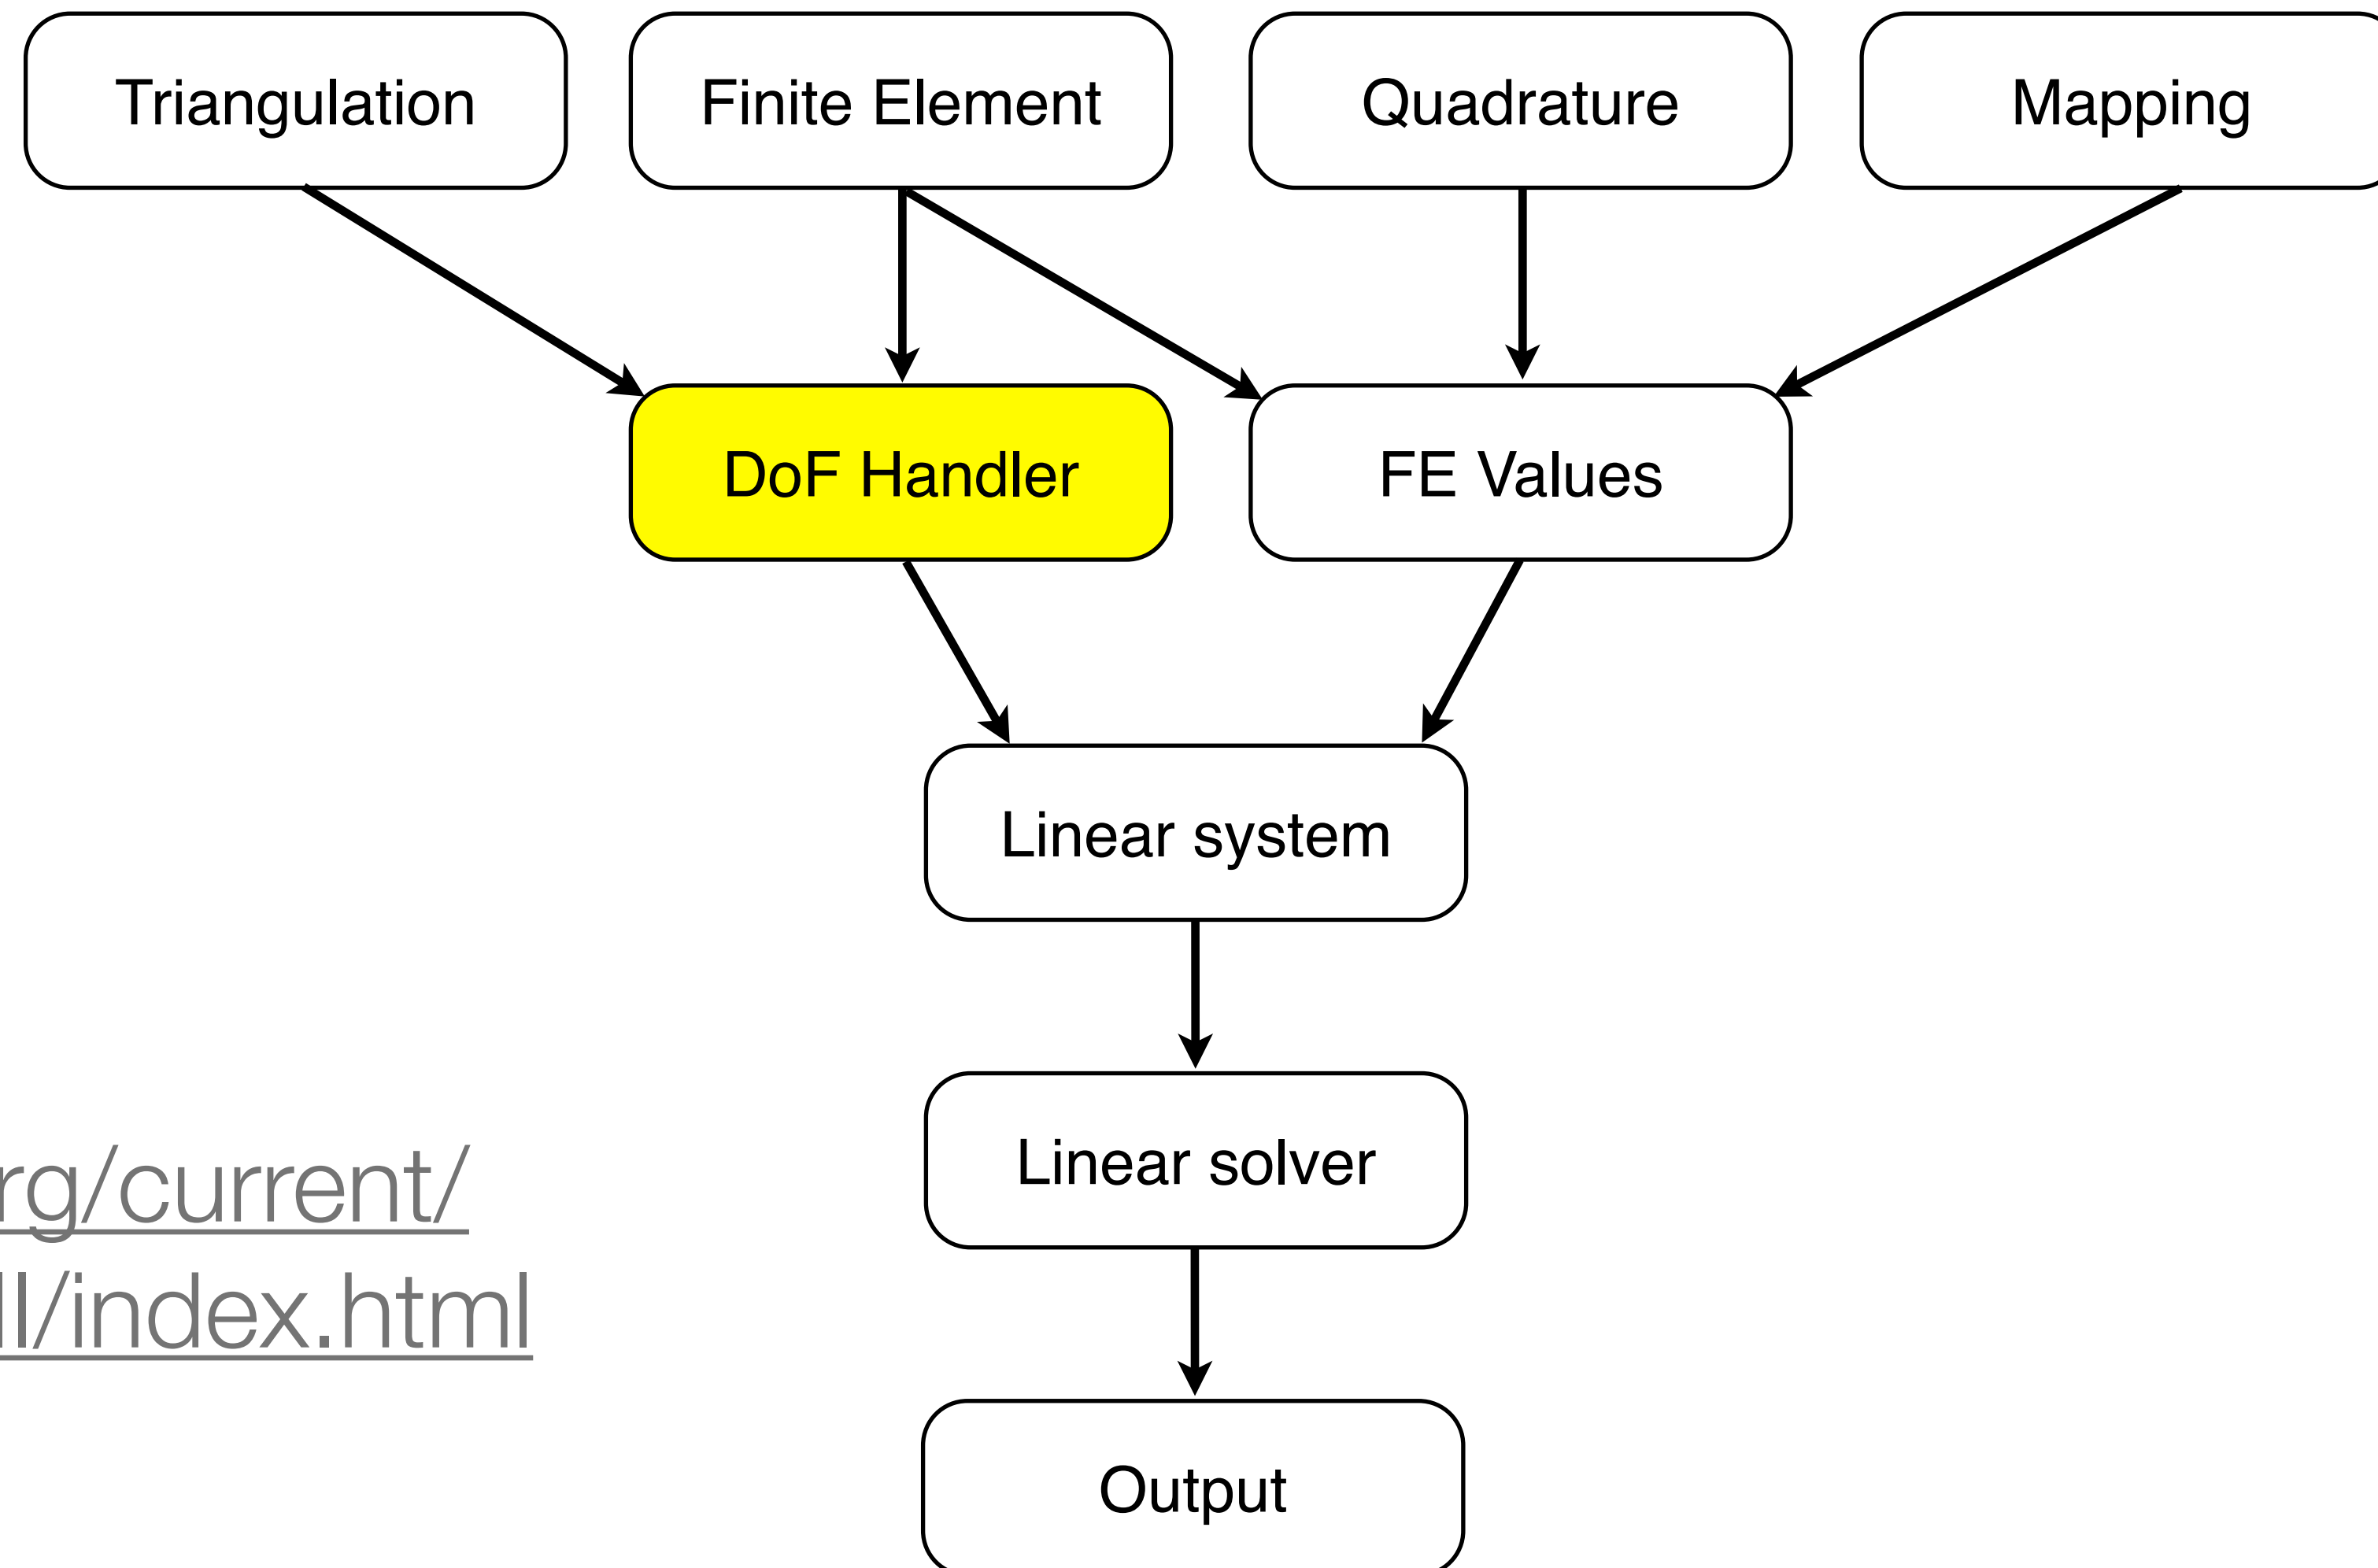 Triangulation
Finite Element
Quadrature
Mapping
DoF Handler
FE Values
Linear system
Linear solver
rg/current/
ll/index.html
Output